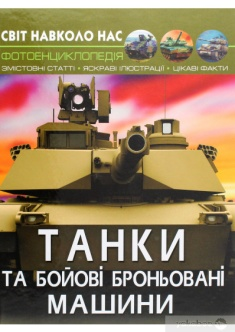 СВІТ НАВКОЛО НАС
ФОТОЕНЦИКЛОПЕДІЯ
ЗМІСТОВНІ СТАТТІ • ЯСКРАВІ ІЛЮСТРАЦІЇ • ЦІКАВІ ФАКТИ
ТАНКИ
ТА БОЙОВІ БРОНЬОВАНІ
МАШИНИ